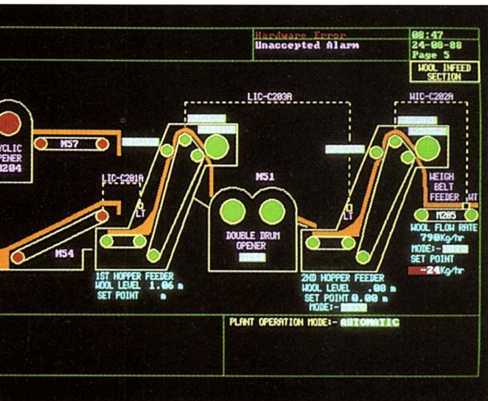 Hardware Error
Unaccepted Alarm
08:47
24-08-88
Page 5
WOOL INFEED
SECTION
LIC-C203A
WIC-C202A
CYCLIC
OPENER
M204
M57
LIC-C201A
LT
M51
LT
WEIGH
BELT
FEEDER
WT
M205
M54
DOUBLE DRUM
OPENER
WOOL FLOW RATE
790Kg/hr
MODE:-
SET POINT
-24Kg/hr
1ST HOPPER FEEDER
WOOL LEVEL 1.06 m
SET POINT m
2ND HOPPER FEEDER
WOOL LEVEL .00 m
SET POINT 0.00 m
MODE:-
PLANT OPERATION MODE:- AUTOMATIC